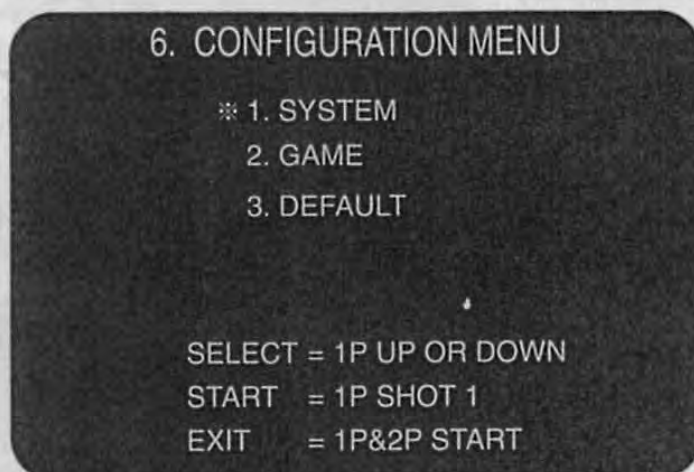 6. CONFIGURATION MENU
※ 1. SYSTEM
2. GAME
3. DEFAULT
SELECT = 1P UP OR DOWN
START = 1P SHOT 1
EXIT = 1P&2P START